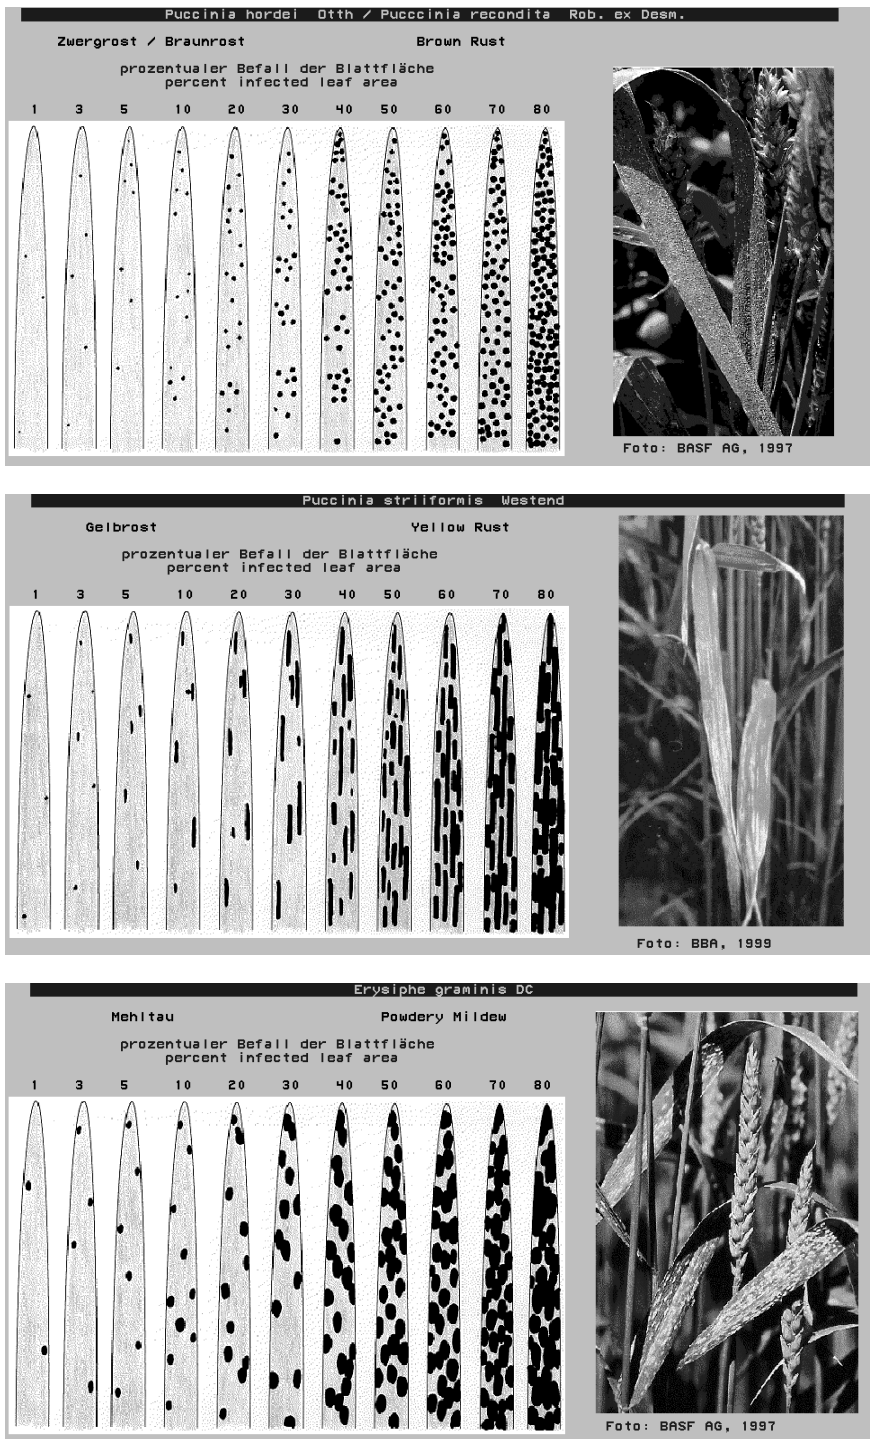 Puccinia hordei Otth / Pucccinia recondita Rob. ex Desm.
Zwergrost / Braunrost Brown Rust
prozentualer Befall der Blattfläche
percent infected leaf area
1 3 5 10 20 30 40 50 60 70 80
Foto: BASF AG, 1997
Puccinia striiformis Westend
Gelbrost Yellow Rust
prozentualer Befall der Blattfläche
percent infected leaf area
1 3 5 10 20 30 40 50 60 70 80
Foto: BBA, 1999
Erysiphe graminis DC
Mehltau Powdery Mildew
prozentualer Befall der Blattfläche
percent infected leaf area
1 3 5 10 20 30 40 50 60 70 80
Foto: BASF AG, 1997